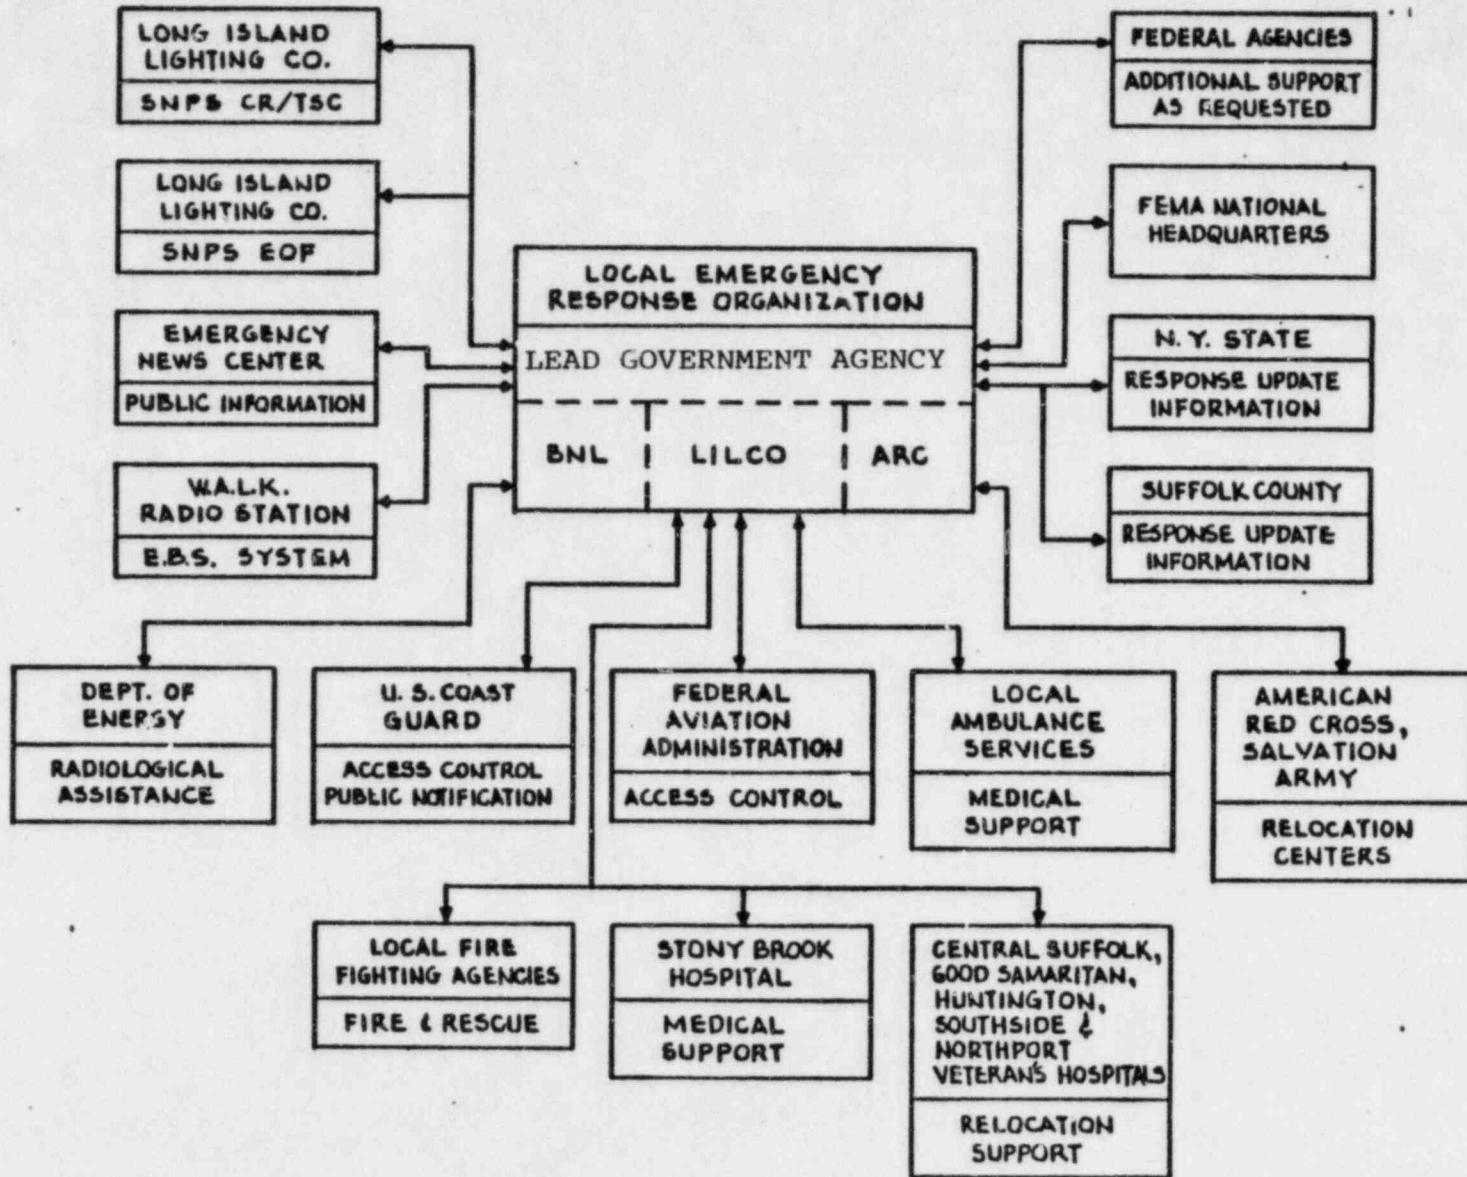 LONG ISLAND
LIGHTING CO.
SNPS CR/TSC
LONG ISLAND
LIGHTING CO.
SNPS EOF
EMERGENCY
NEWS CENTER
PUBLIC INFORMATION
W.A.L.K.
RADIO STATION
E.B.S. SYSTEM
LOCAL EMERGENCY
RESPONSE ORGANIZATION
LEAD GOVERNMENT AGENCY
BNL
LILCO
ARC
FEDERAL AGENCIES
ADDITIONAL SUPPORT
AS REQUESTED
FEMA NATIONAL
HEADQUARTERS
N.Y. STATE
RESPONSE UPDATE
INFORMATION
SUFFOLK COUNTY
RESPONSE UPDATE
INFORMATION
DEPT. OF
ENERGY
RADIOLOGICAL
ASSISTANCE
U.S. COAST
GUARD
ACCESS CONTROL
PUBLIC NOTIFICATION
FEDERAL
AVIATION
ADMINISTRATION
ACCESS CONTROL
LOCAL
AMBULANCE
SERVICES
MEDICAL
SUPPORT
AMERICAN
RED CROSS,
SALVATION
ARMY
RELOCATION
CENTERS
LOCAL FIRE
FIGHTING AGENCIES
FIRE & RESCUE
STONY BROOK
HOSPITAL
MEDICAL
SUPPORT
CENTRAL SUFFOLK,
GOOD SAMARITAN,
HUNTINGTON,
SOUTHSIDE &
NORTHPORT
VETERAN'S HOSPITALS
RELOCATION
SUPPORT